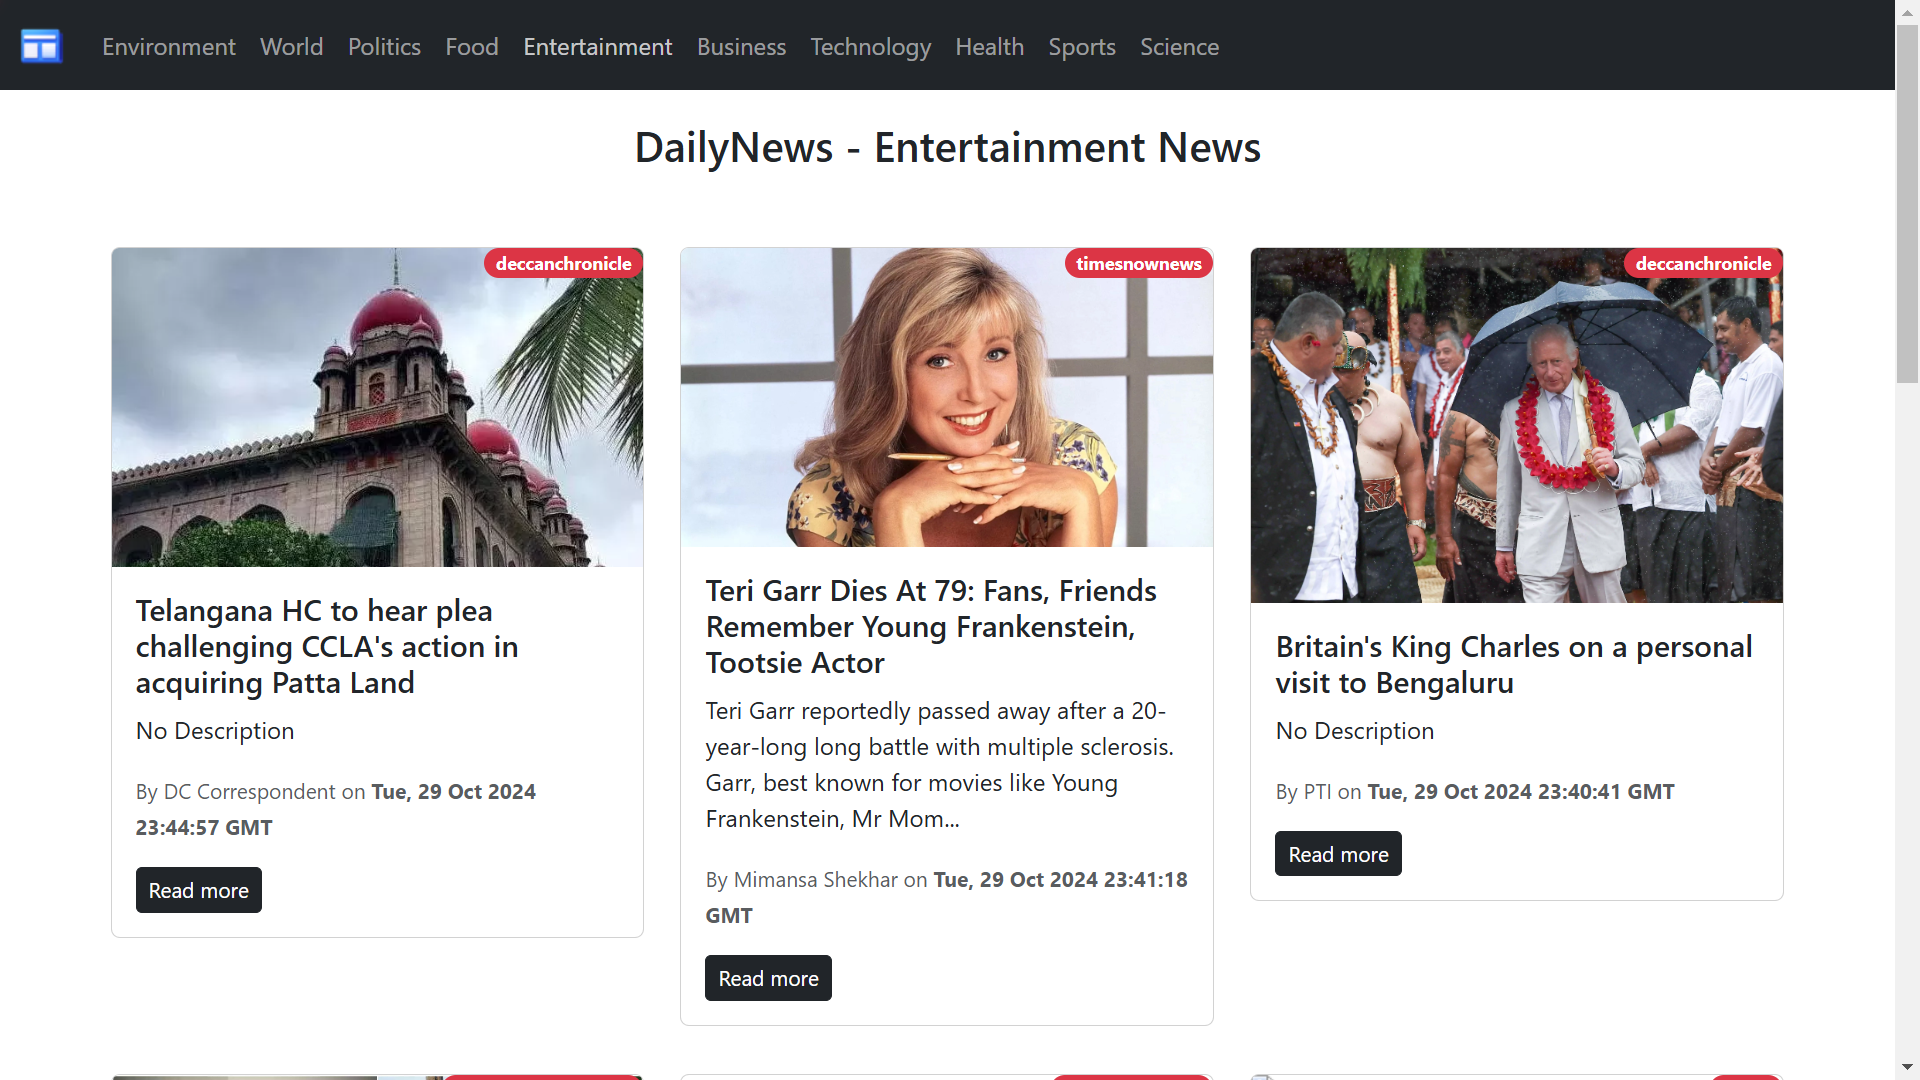 Environment World Politics Food Entertainment Business Technology Health Sports Science
DailyNews - Entertainment News
deccanchronicle
Telangana HC to hear plea
challenging CCLA's action in
acquiring Patta Land
No Description
By DC Correspondent on Tue, 29 Oct 2024
23:44:57 GMT
Read more
timesnownews
Teri Garr Dies At 79: Fans, Friends
Remember Young Frankenstein,
Tootsie Actor
Teri Garr reportedly passed away after a 20-
year-long long battle with multiple sclerosis.
Garr, best known for movies like Young
Frankenstein, Mr Mom...
By Mimansa Shekhar on Tue, 29 Oct 2024 23:41:18
GMT
Read more
deccanchronicle
Britain's King Charles on a personal
visit to Bengaluru
No Description
By PTI on Tue, 29 Oct 2024 23:40:41 GMT
Read more